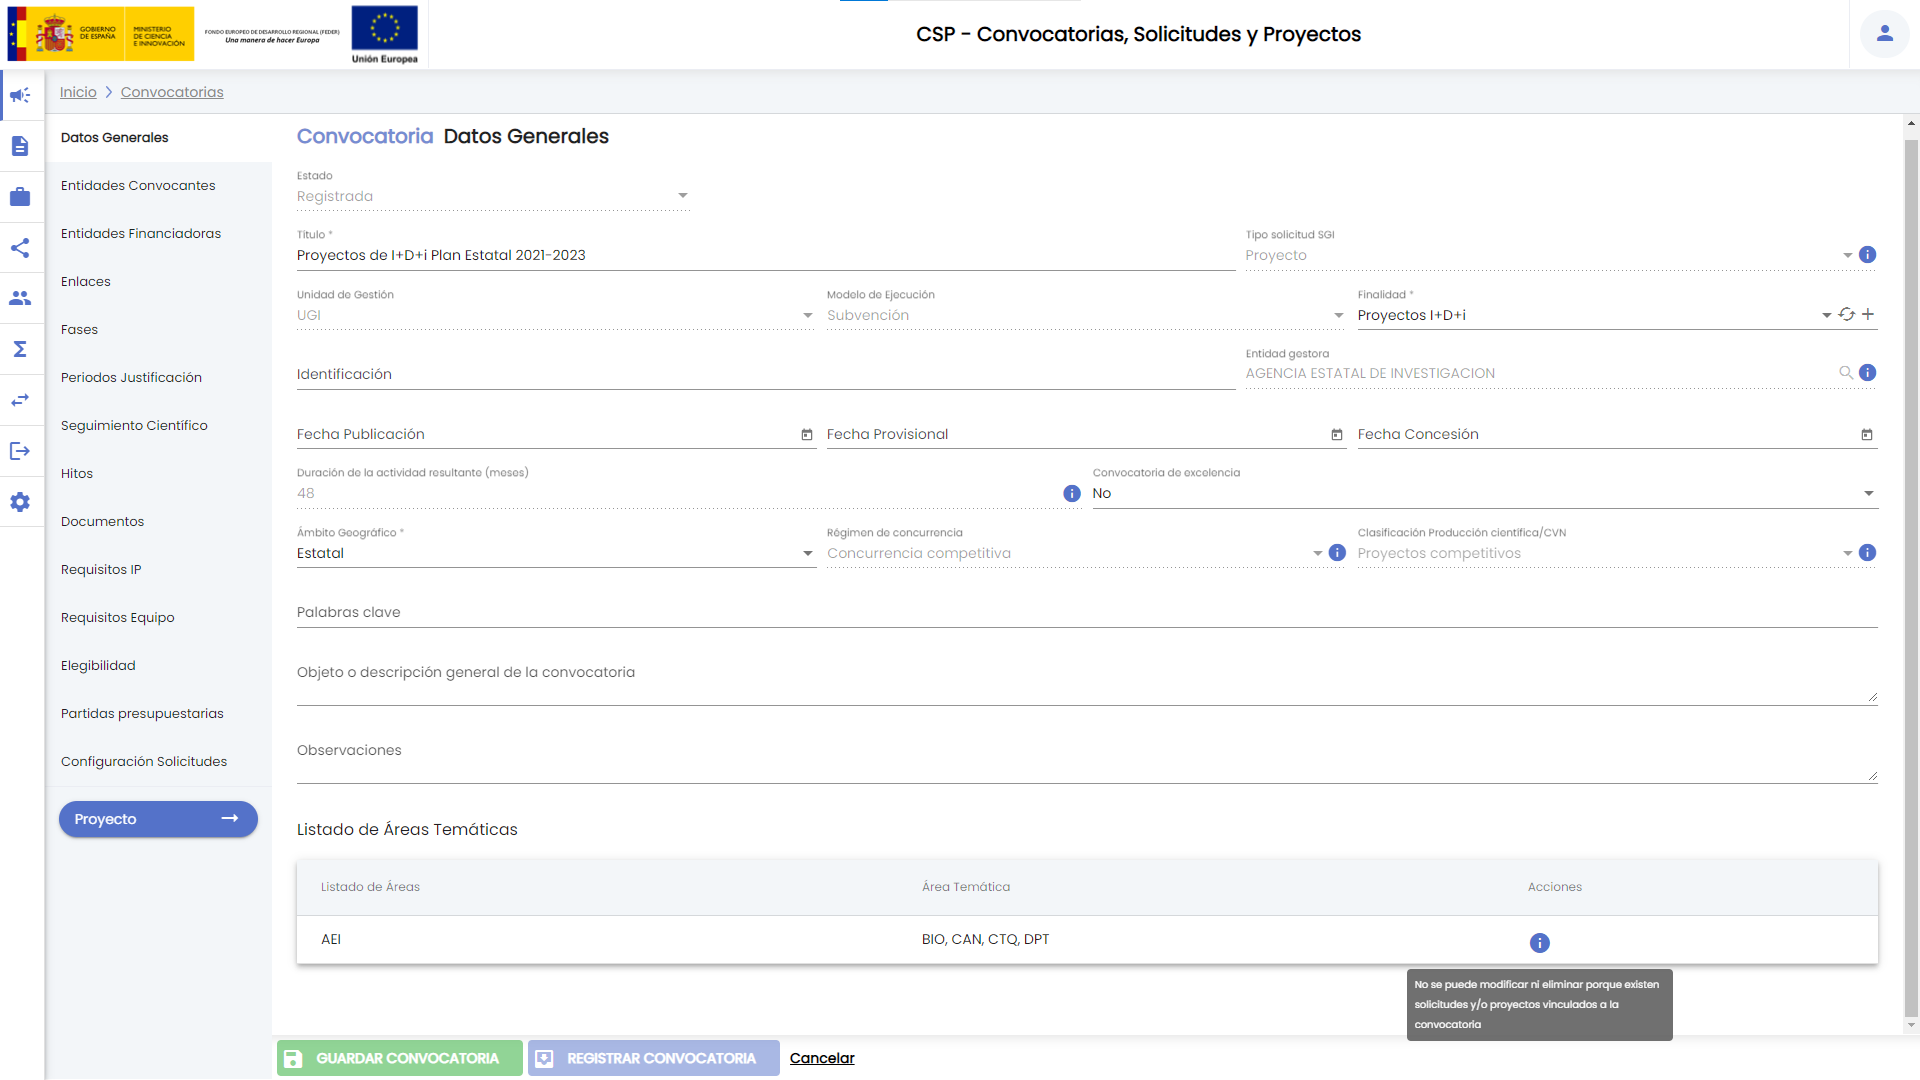 GOBIERNO
DE ESPAÑA
MINISTERIO
DE CIENCIA
E INNOVACIÓN
FONDO EUROPEO DE DESARROLLO REGIONAL (FEDER)
Una manera de hacer Europa
Unión Europea
CSP - Convocatorias, Solicitudes y Proyectos
Inicio > Convocatorias
Datos Generales
Entidades Convocantes
Entidades Financiadoras
Enlaces
Fases
Periodos Justificación
Seguimiento Científico
Hitos
Documentos
Requisitos IP
Requisitos Equipo
Elegibilidad
Partidas presupuestarias
Configuración Solicitudes
Proyecto
Convocatoria Datos Generales
Estado
Registrada
Título *
Proyectos de I+D+i Plan Estatal 2021-2023
Tipo solicitud SGI
Proyecto
Unidad de Gestión
UGI
Modelo de Ejecución
Subvención
Finalidad *
Proyectos I+D+i
Identificación
Entidad gestora
AGENCIA ESTATAL DE INVESTIGACION
Fecha Publicación
Fecha Provisional
Fecha Concesión
Duración de la actividad resultante (meses)
48
Convocatoria de excelencia
No
Ámbito Geográfico *
Estatal
Régimen de concurrencia
Concurrencia competitiva
Clasificación Producción científica/CVN
Proyectos competitivos
Palabras clave
Objeto o descripción general de la convocatoria
Observaciones
Listado de Áreas Temáticas
Listado de Áreas
Área Temática
Acciones
AEI
BIO, CAN, CTQ, DPT
No se puede modificar ni eliminar porque existen
solicitudes y/o proyectos vinculados a la
convocatoria
GUARDAR CONVOCATORIA
REGISTRAR CONVOCATORIA
Cancelar